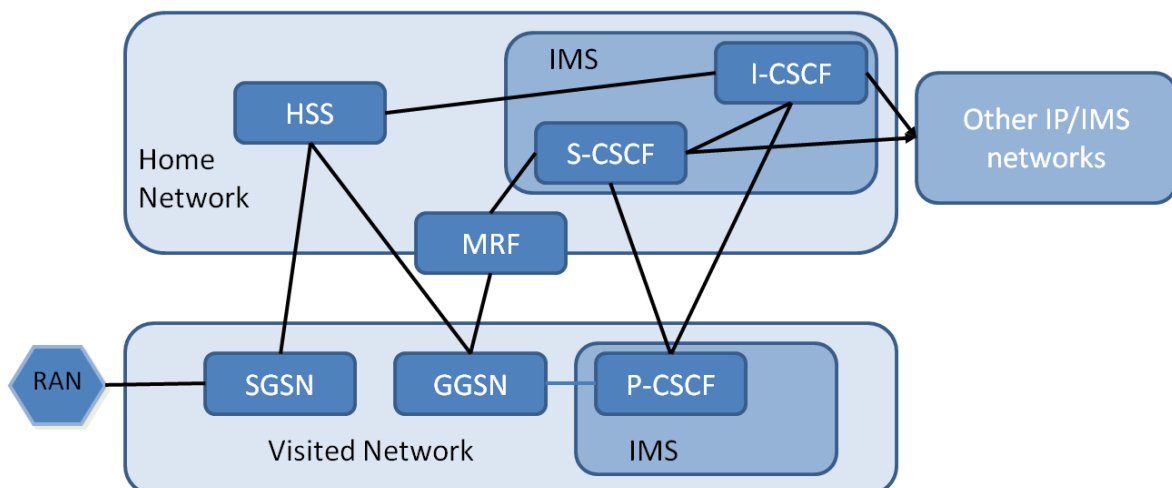 IMS
I-CSCF
HSS
Other IP/IMS
networks
S-CSCF
Home
Network
MRF
RAN
SGSN
GGSN
P-CSCF
Visited Network
IMS